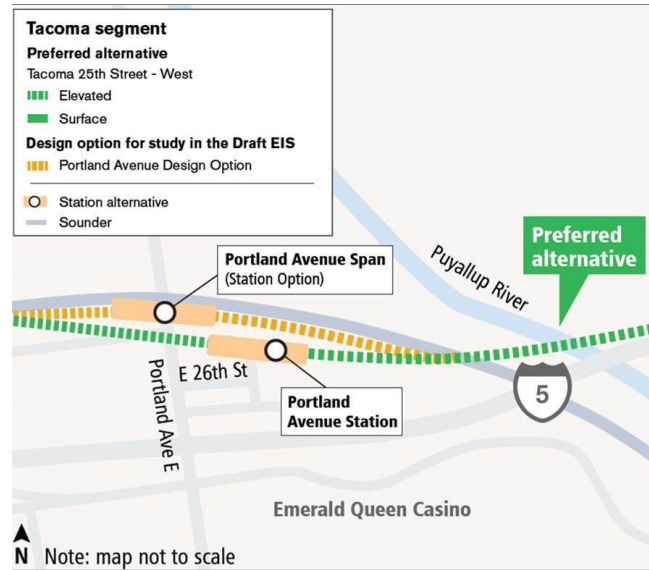 Tacoma segment
Preferred alternative
Tacoma 25th Street - West
Elevated
Surface
Design option for study in the Draft EIS
Portland Avenue Design Option
Station alternative
Sounder
Preferred
alternative
Puyallup River
Portland Avenue Span
(Station Option)
E 26th St
Portland Ave E
Portland
Avenue Station
5
Emerald Queen Casino
N Note: map not to scale